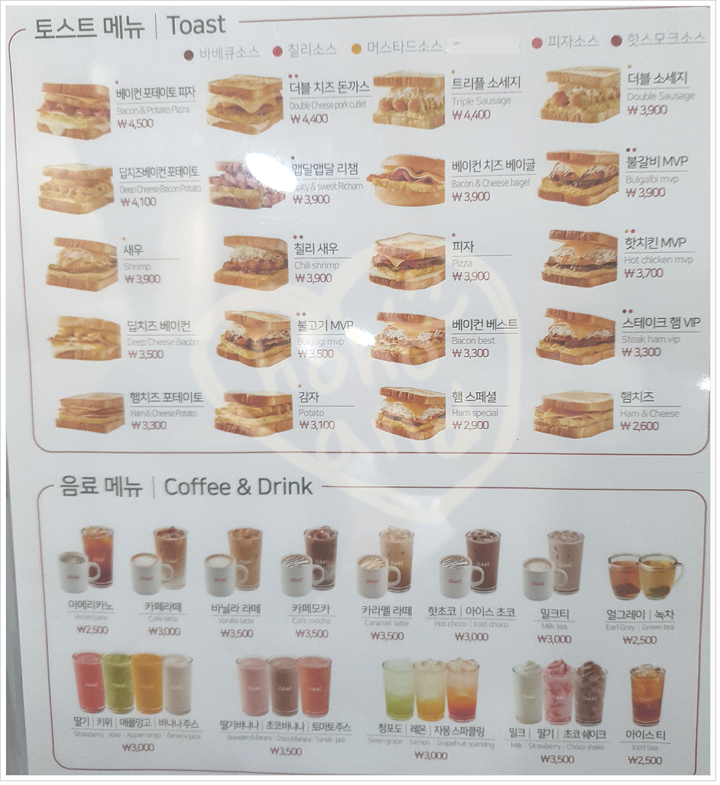 토스트 메뉴 | Toast
바베큐소스 칠리소스 머스타드소스 피자소스 핫스모크소스
베이컨 포테이토 피자
Bacon & Potato Pizza
₩4,500
더블 치즈 돈까스
Double Cheese pork cutlet
₩4,400
트리플 소세지
Triple Sausage
₩4,400
더블 소세지
Double Sausage
₩3,900
딥치즈베이컨 포테이토
Deep Cheese Bacon Potato
₩4,100
맵달맵달 리챔
Spicy & sweet Richam
₩3,900
베이컨 치즈 베이글
Bacon & Cheese bagel
₩3,900
불갈비 MVP
Bulgalbi mvp
₩3,900
새우
Shrimp
₩3,900
칠리 새우
Chili shrimp
₩3,900
피자
Pizza
₩3,900
핫치킨 MVP
Hot chicken mvp
₩3,700
딥치즈 베이컨
Deep Cheese Bacon
₩3,500
불고기 MVP
Bulgogi mvp
₩3,500
베이컨 베스트
Bacon best
₩3,300
스테이크 햄 VIP
Steak ham vip
₩3,300
햄치즈 포테이토
Ham & Cheese Potato
₩3,300
감자
Potato
₩3,100
햄 스페셜
Ham special
₩2,900
햄치즈
Ham & Cheese
₩2,600
음료 메뉴 | Coffee & Drink
아메리카노
Americano
₩2,500
카페라떼
Cafe latte
₩3,000
바닐라 라떼
Vanilla latte
₩3,500
카페모카
Cafe mocha
₩3,500
카라멜 라떼
Caramel latte
₩3,500
핫초코 | 아이스 초코
Hot choco | Iced choco
₩3,000
밀크티
Milk tea
₩3,000
얼그레이 | 녹차
Earl Grey | Green tea
₩2,500
딸기 | 키위 | 애플망고 | 바나나 주스
Strawberry | Kiwi | Applemango | Banana juice
₩3,000
딸기바나나 | 초코바나나 | 토마토주스
₩3,500
청포도 | 레몬 | 자몽 스파클링
Green grape | Lemon | Grapefruit sparkling
₩3,000
밀크 | 딸기 | 초코 쉐이크
Milk | Strawberry | Choco shake
₩3,500
아이스 티
Iced tea
₩2,500